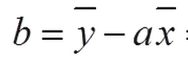 b = y̅ − ax̅ =